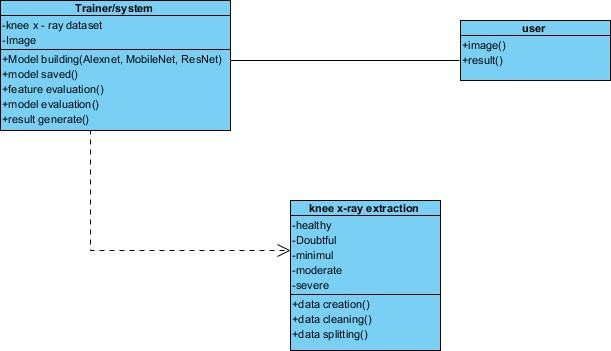 Trainer/system
-knee x - ray dataset
-Image
+Model building(Alexnet, MobileNet, ResNet)
+model saved()
+feature evaluation()
+model evaluation()
+result generate()
user
+image()
+result()
knee x-ray extraction
-healthy
-Doubtful
-minimul
-moderate
-severe
+data creation()
+data cleaning()
+data splitting()